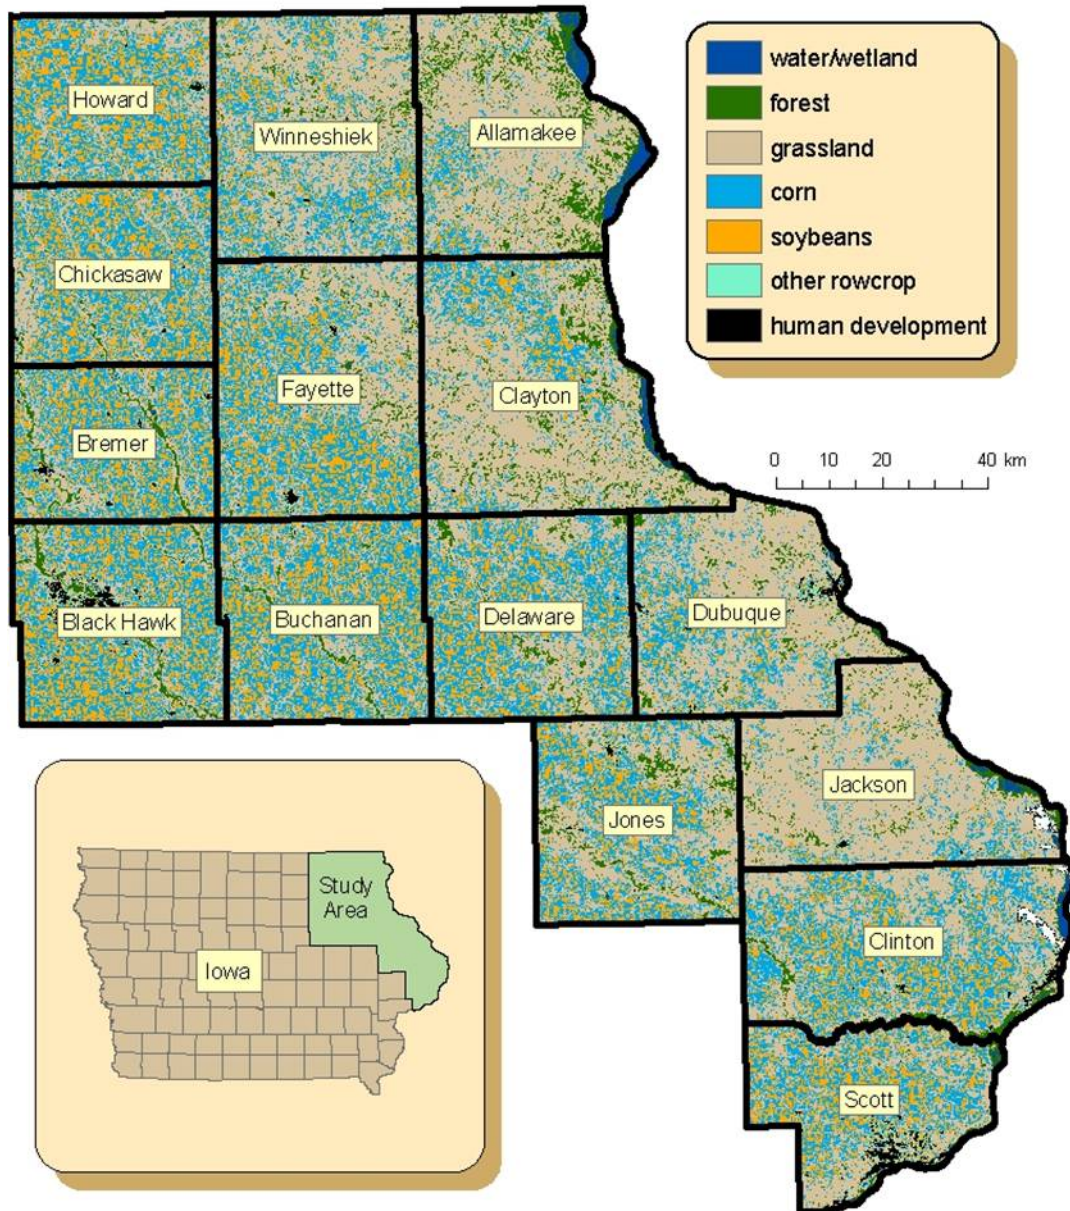 water/wetland
forest
grassland
corn
soybeans
other rowcrop
human development
Howard
Winneshiek
Allamakee
Chickasaw
Fayette
Clayton
Bremer
0 10 20 40 km
Black Hawk
Buchanan
Delaware
Dubuque
Jackson
Jones
Clinton
Scott
Study
Area
Iowa